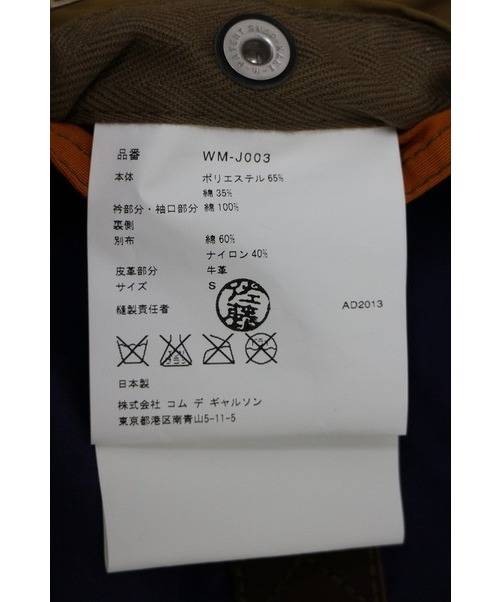 品番 WM-J003
本体 ポリエステル 65%
綿 35%
衿部分・袖口部分 綿 100%
裏側
別布 綿 60%
ナイロン 40%
皮革部分 牛革
サイズ S
縫製責任者 佐藤 AD2013
日本製
株式会社 コム デ ギャルソン
東京都港区南青山5-11-5